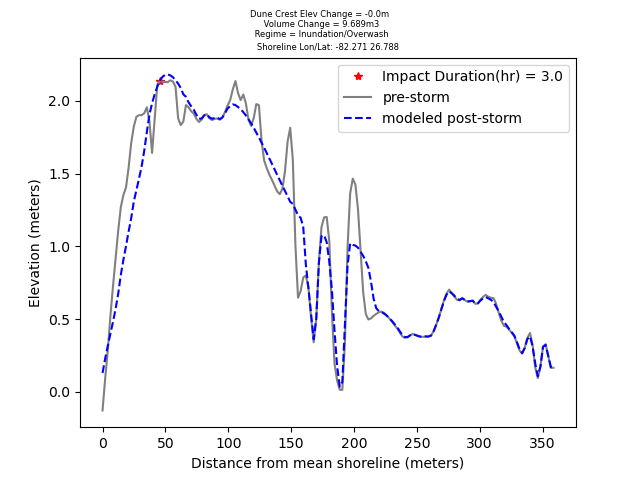 Dune Crest Elev Change = -0.0m
Volume Change = 9.689m3
Regime = Inundation/Overwash
Shoreline Lon/Lat: -82.271 26.788
Impact Duration(hr) = 3.0
pre-storm
modeled post-storm
Elevation (meters)
2.0
1.5
1.0
0.5
0.0
0 50 100 150 200 250 300 350
Distance from mean shoreline (meters)